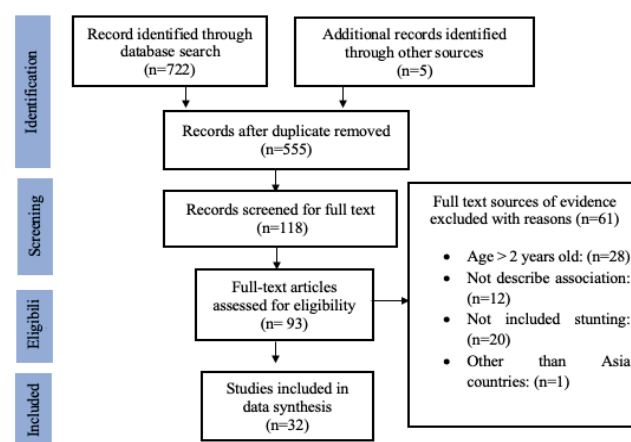 Identification
Record identified through
database search
(n=722)
Additional records identified
through other sources
(n=5)
Records after duplicate removed
(n=555)
Screening
Records screened for full text
(n=118)
Full text sources of evidence
excluded with reasons (n=61)
• Age > 2 years old: (n=28)
• Not describe association:
(n=12)
• Not included stunting:
(n=20)
• Other than Asia
countries: (n=1)
Eligibili
Full-text articles
assessed for eligibility
(n= 93)
Included
Studies included in
data synthesis
(n=32)